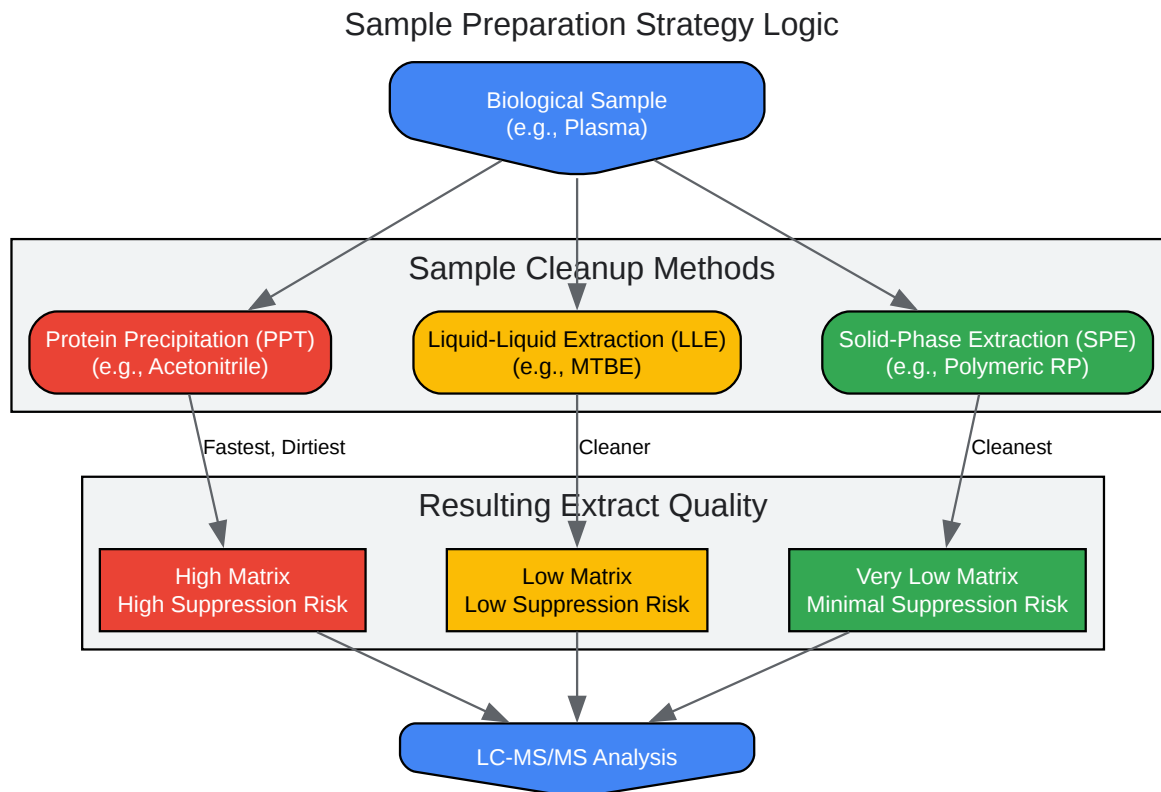 Sample Preparation Strategy Logic
Biological Sample
(e.g., Plasma)
Sample Cleanup Methods
Protein Precipitation (PPT)
(e.g., Acetonitrile)
Liquid-Liquid Extraction (LLE)
(e.g., MTBE)
Solid-Phase Extraction (SPE)
(e.g., Polymeric RP)
Fastest, Dirtiest
Cleaner
Cleanest
Resulting Extract Quality
High Matrix
High Suppression Risk
Low Matrix
Low Suppression Risk
Very Low Matrix
Minimal Suppression Risk
LC-MS/MS Analysis